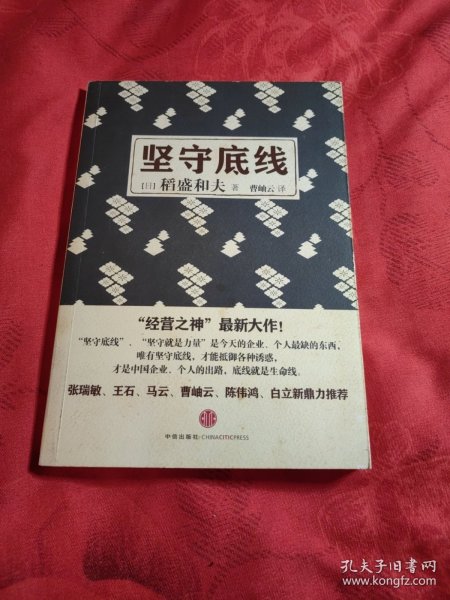 坚守底线
[日] 稻盛和夫 著 曹岫云 译
“经营之神”最新大作！
“坚守底线”、“坚守就是力量”是今天的企业、个人最缺的东西，
唯有坚守底线，才能抵御各种诱惑，
才是中国企业、个人的出路，底线就是生命线。
张瑞敏、王石、马云、曹岫云、陈伟鸿、白立新鼎力推荐
中信出版社·CHINACITICPRESS
孔夫子旧书网
www.kongfz.com